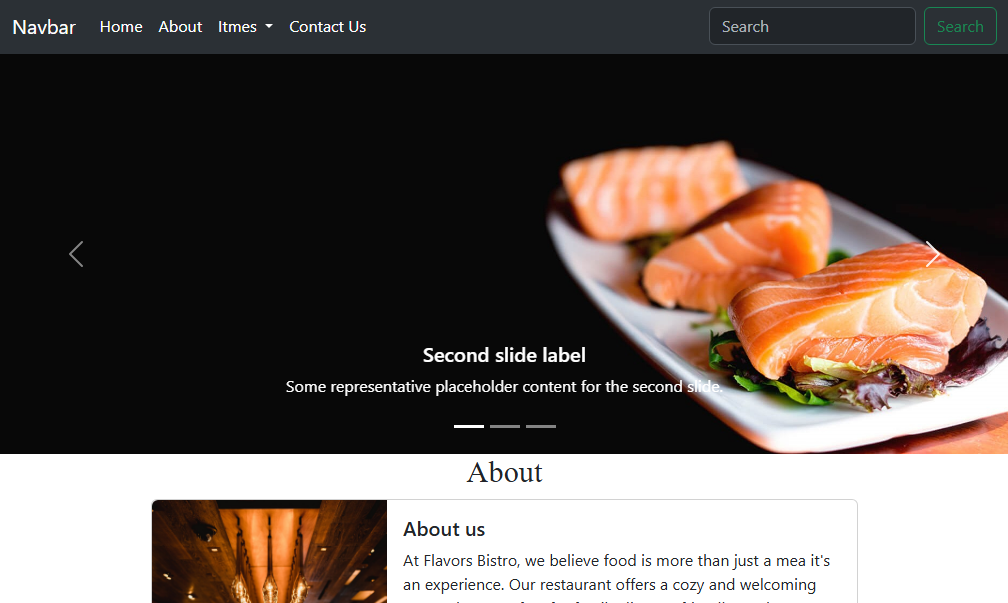 Navbar Home About Itmes Contact Us Search Search
Second slide label
Some representative placeholder content for the second slide.
About
About us
At Flavors Bistro, we believe food is more than just a mea it's
an experience. Our restaurant offers a cozy and welcoming